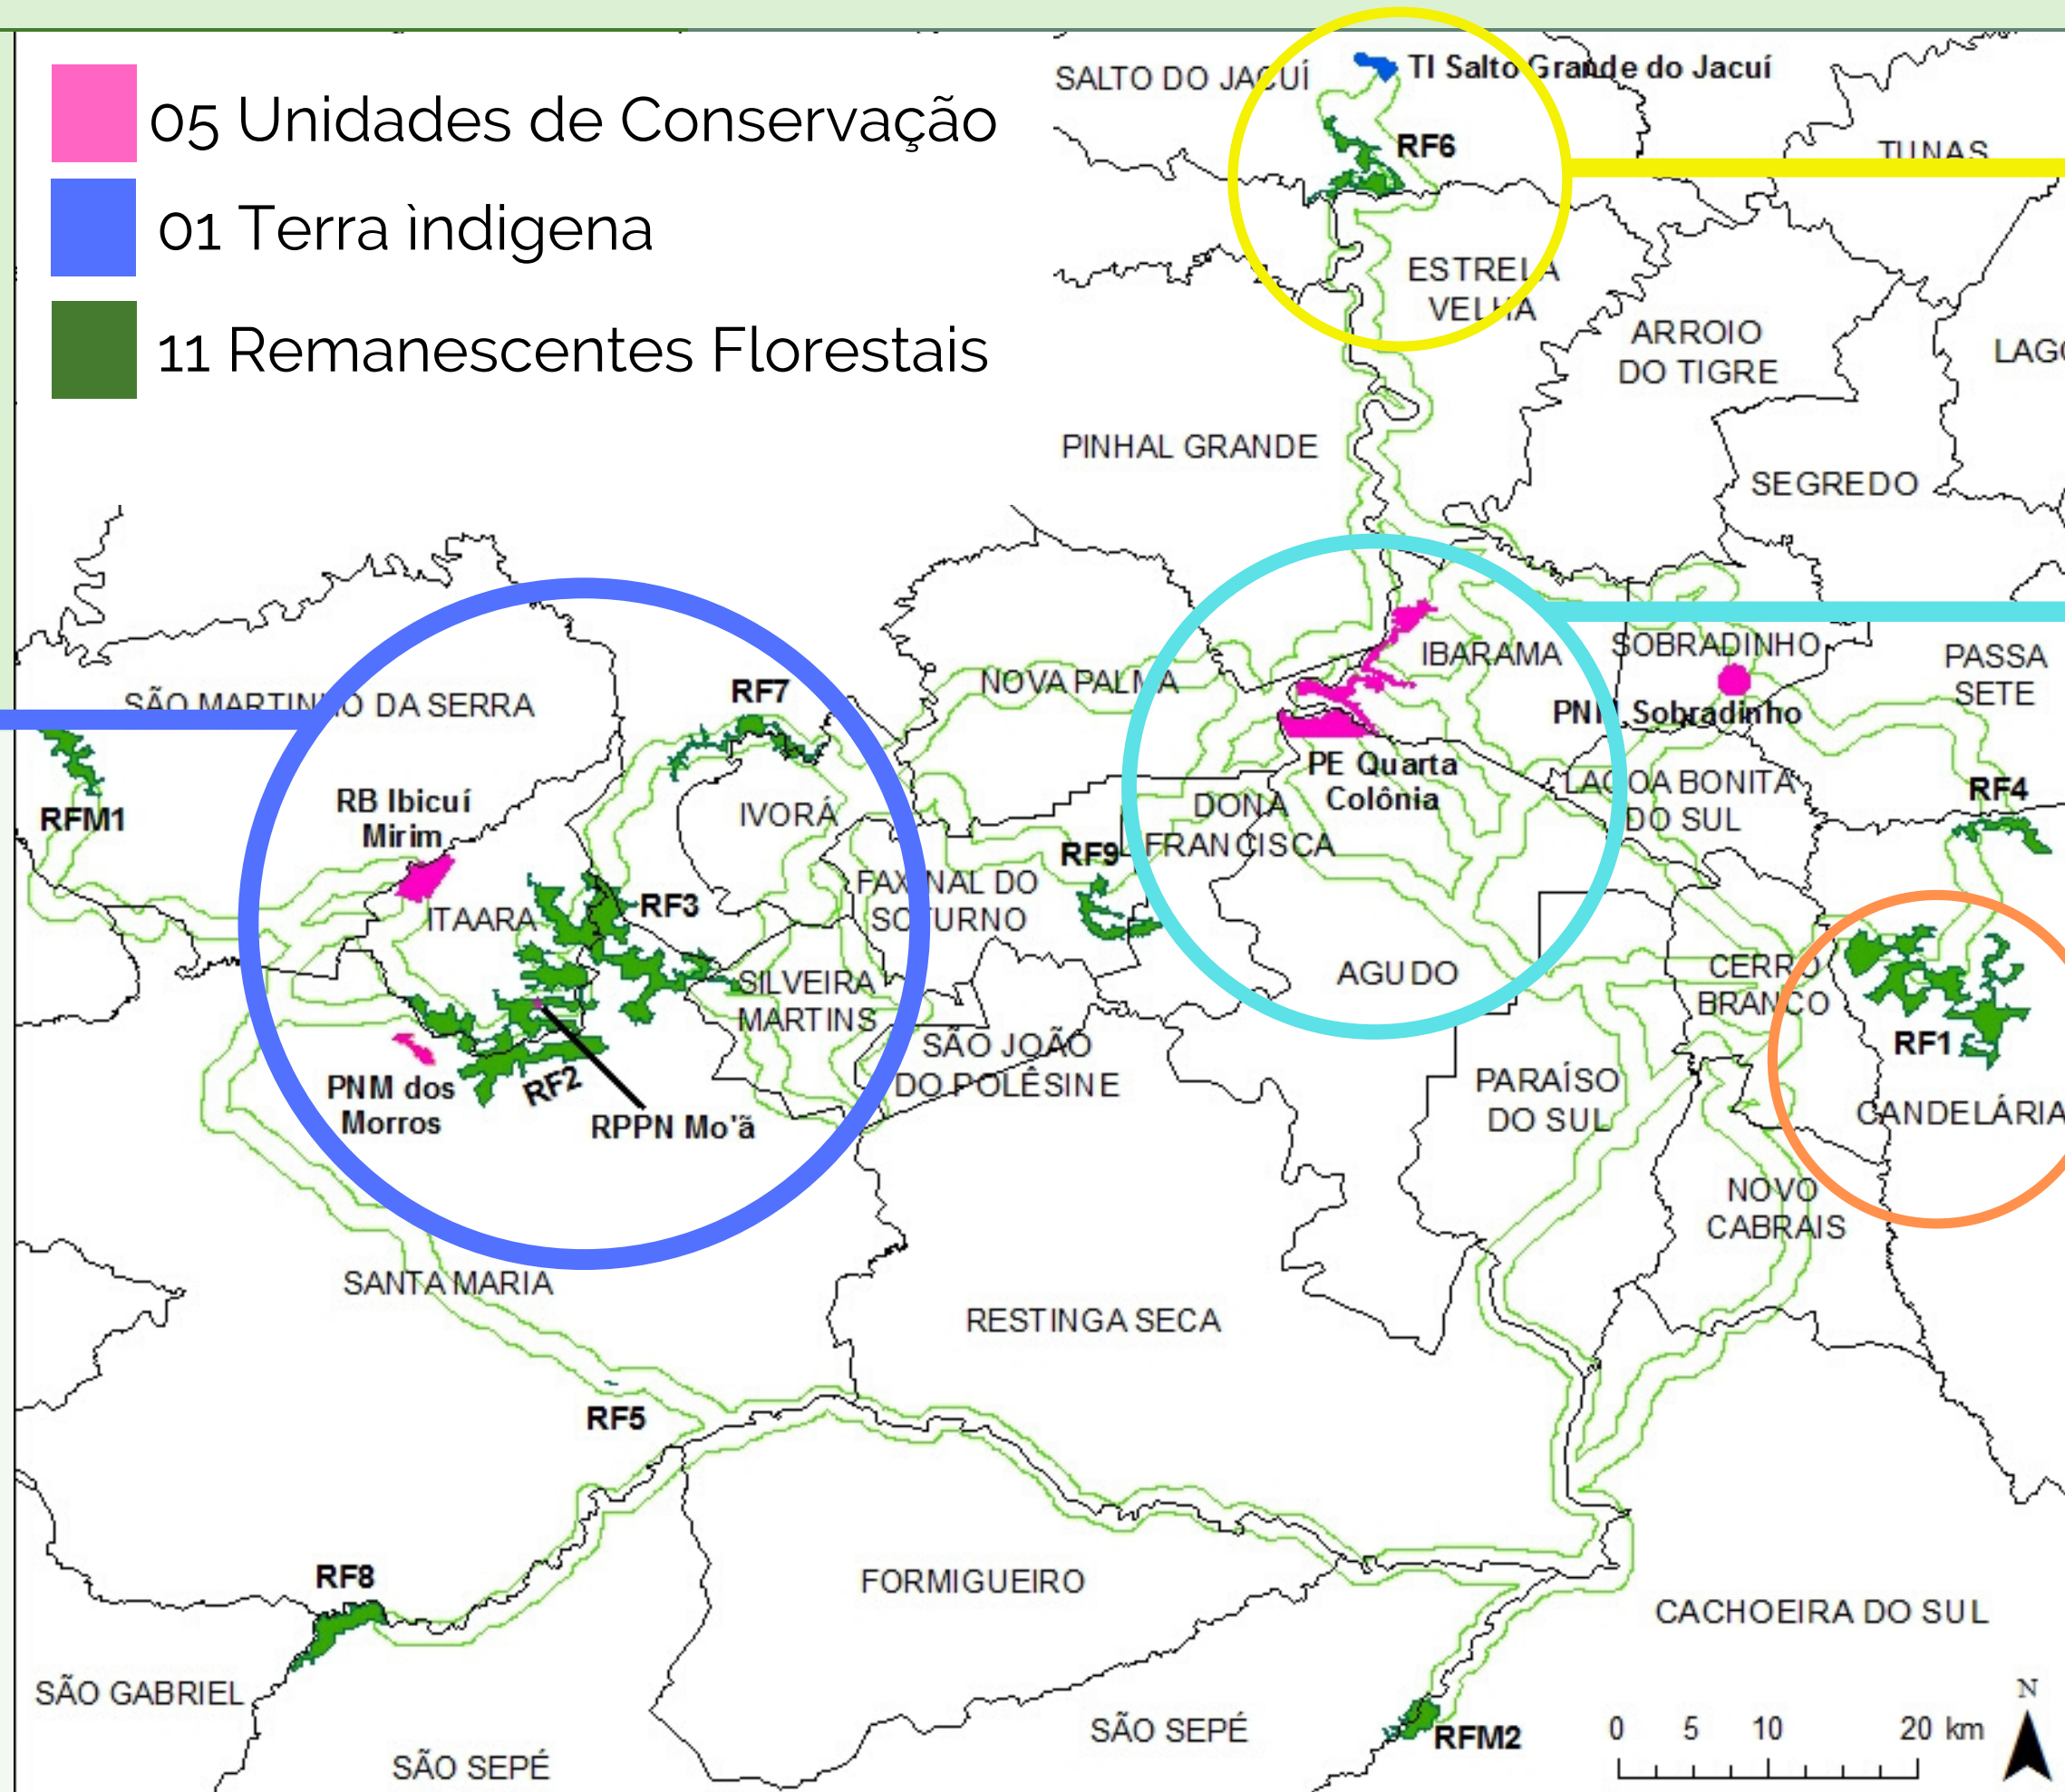 05 Unidades de Conservação
01 Terra ìndigena
11 Remanescentes Florestais
SALTO DO JACUÍ
TI Salto Grande do Jacuí
RF6
TUNAS
ESTRELA
VELHA
ARROIO
DO TIGRE
LAGO
PINHAL GRANDE
SEGREDO
SÃO MARTINHO DA SERRA
RF7
NOVA PALMA
IBARAMA
SOBRADINHO
PASSA
SETE
PNM Sobradinho
RFM1
RB Ibicuí
Mirim
IVORÁ
PE Quarta
Colônia
LAGOA BONITA
DO SUL
RF4
DONA
FRANCISCA
RF9
ITAARA
RF3
FAXINAL DO
SOTURNO
SILVEIRA
MARTINS
AGUDO
CERRO
BRANCO
RF1
SÃO JOÃO
DO POLÊSINE
PNM dos
Morros
RF2
RPPN Mo'ã
PARAÍSO
DO SUL
CANDELÁRIA
NOVO
CABRAIS
SANTA MARIA
RESTINGA SECA
RF5
RF8
FORMIGUEIRO
CACHOEIRA DO SUL
SÃO GABRIEL
SÃO SEPÉ
SÃO SEPÉ
RFM2
N
0 5 10 20 km